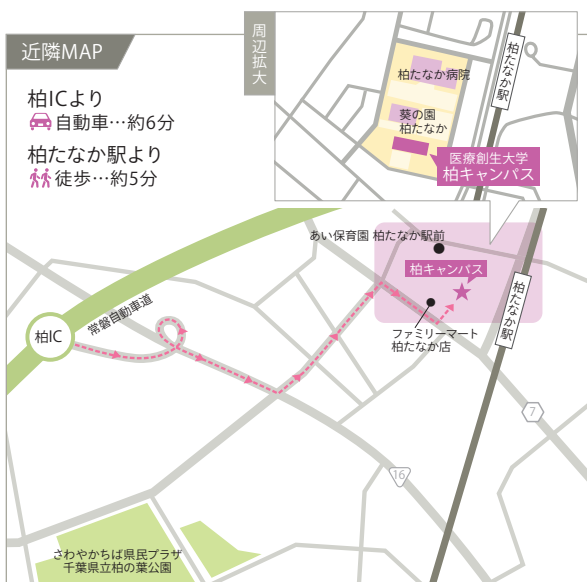 近隣MAP
柏ICより
自動車…約6分
柏たなか駅より
徒歩…約5分
周辺拡大
柏たなか駅
柏たなか病院
葵の園
柏たなか
医療創生大学
柏キャンパス
あい保育園 柏たなか駅前
柏キャンパス
柏たなか駅
ファミリーマート
柏たなか店
常磐自動車道
柏IC
7
16
さわやかちば県民プラザ
千葉県立柏の葉公園